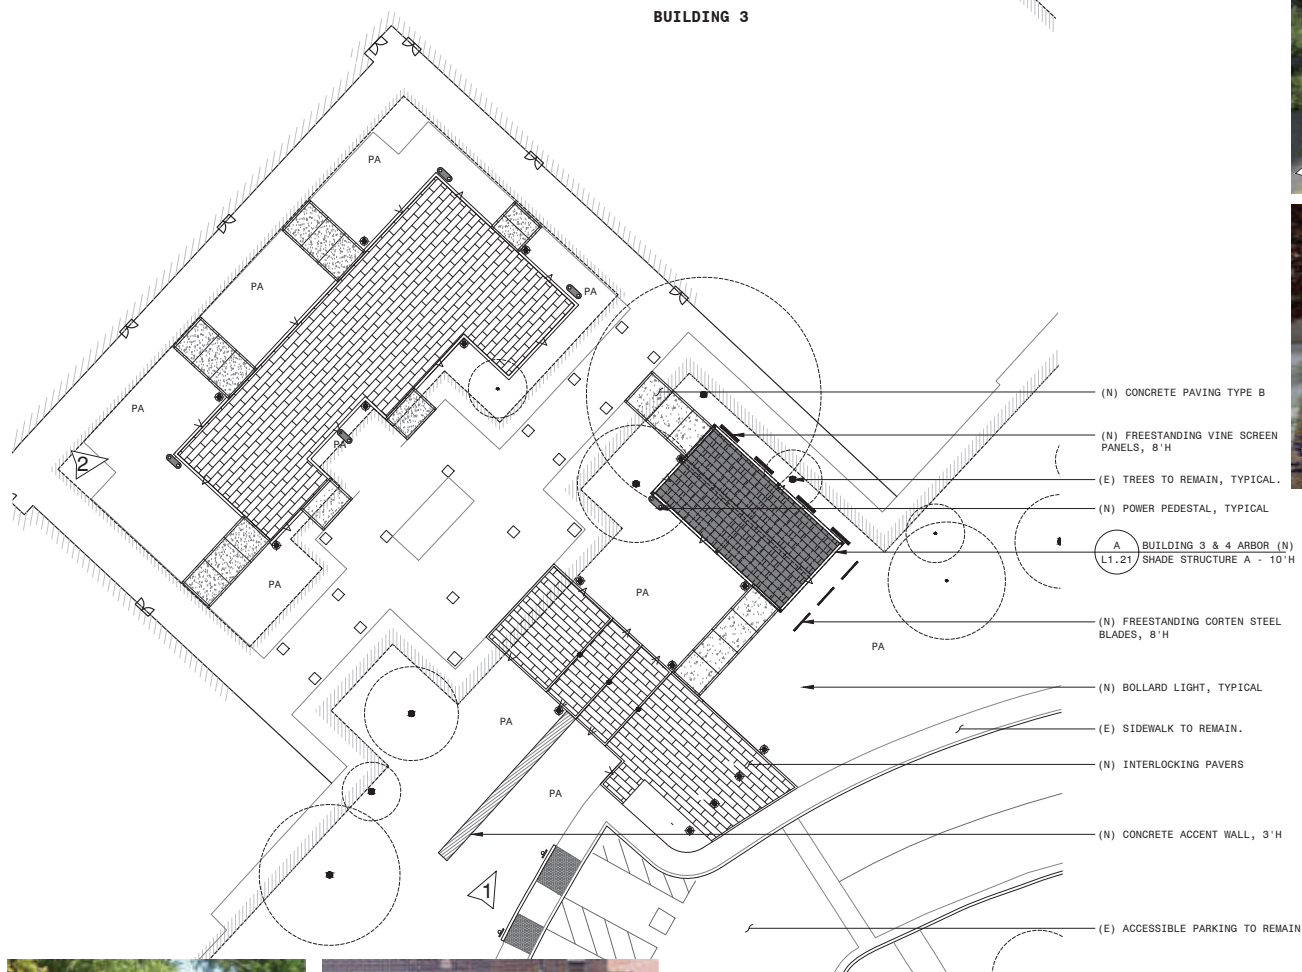 BUILDING 3
PA
PA
PA
PA
PA
2
PA
PA
PA
PA
PA
1
(N) CONCRETE PAVING TYPE B
(N) FREESTANDING VINE SCREEN
PANELS, 8'H
(E) TREES TO REMAIN, TYPICAL.
(N) POWER PEDESTAL, TYPICAL
A
L1.21
BUILDING 3 & 4 ARBOR (N)
SHADE STRUCTURE A - 10'H
(N) FREESTANDING CORTEN STEEL
BLADES, 8'H
(N) BOLLARD LIGHT, TYPICAL
(E) SIDEWALK TO REMAIN.
(N) INTERLOCKING PAVERS
(N) CONCRETE ACCENT WALL, 3'H
(E) ACCESSIBLE PARKING TO REMAIN